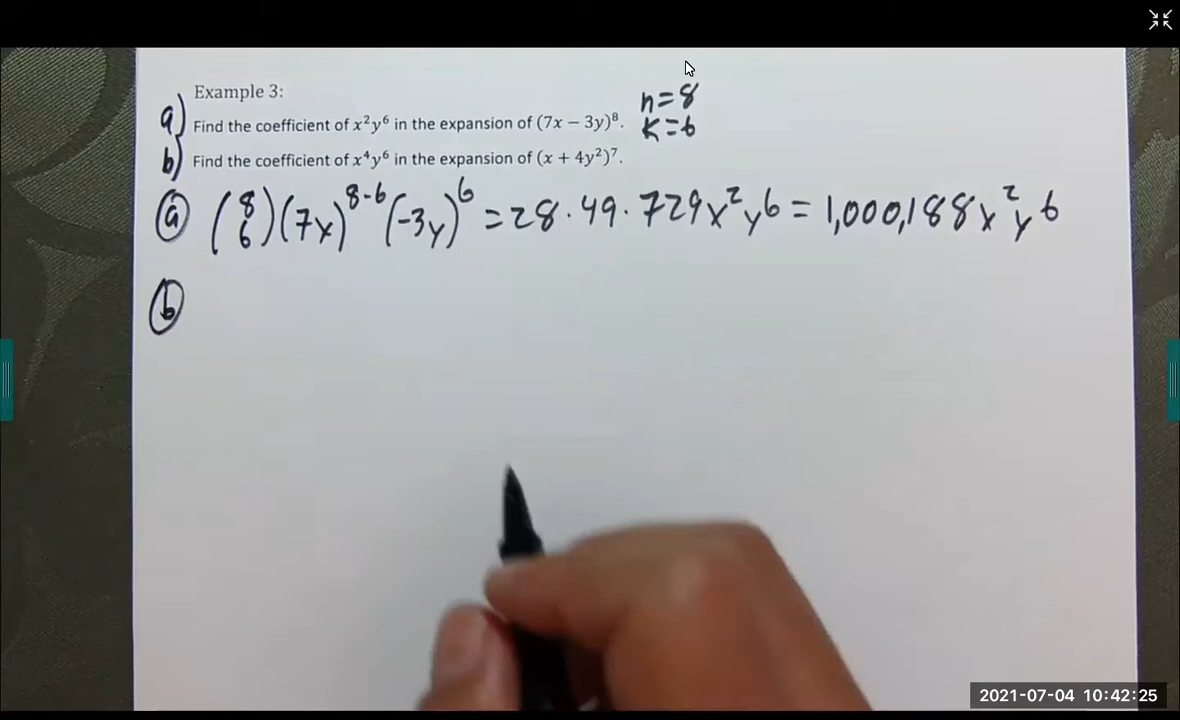 Example 3:
a) Find the coefficient of x²y⁶ in the expansion of (7x − 3y)⁸. n=8
k=6
b) Find the coefficient of x⁴y⁶ in the expansion of (x + 4y²)⁷.
ⓐ (8 6)(7x)⁸⁻⁶(-3y)⁶ = 28·49·729x²y⁶ = 1,000,188x²y⁶
ⓑ
2021-07-04 10:42:25